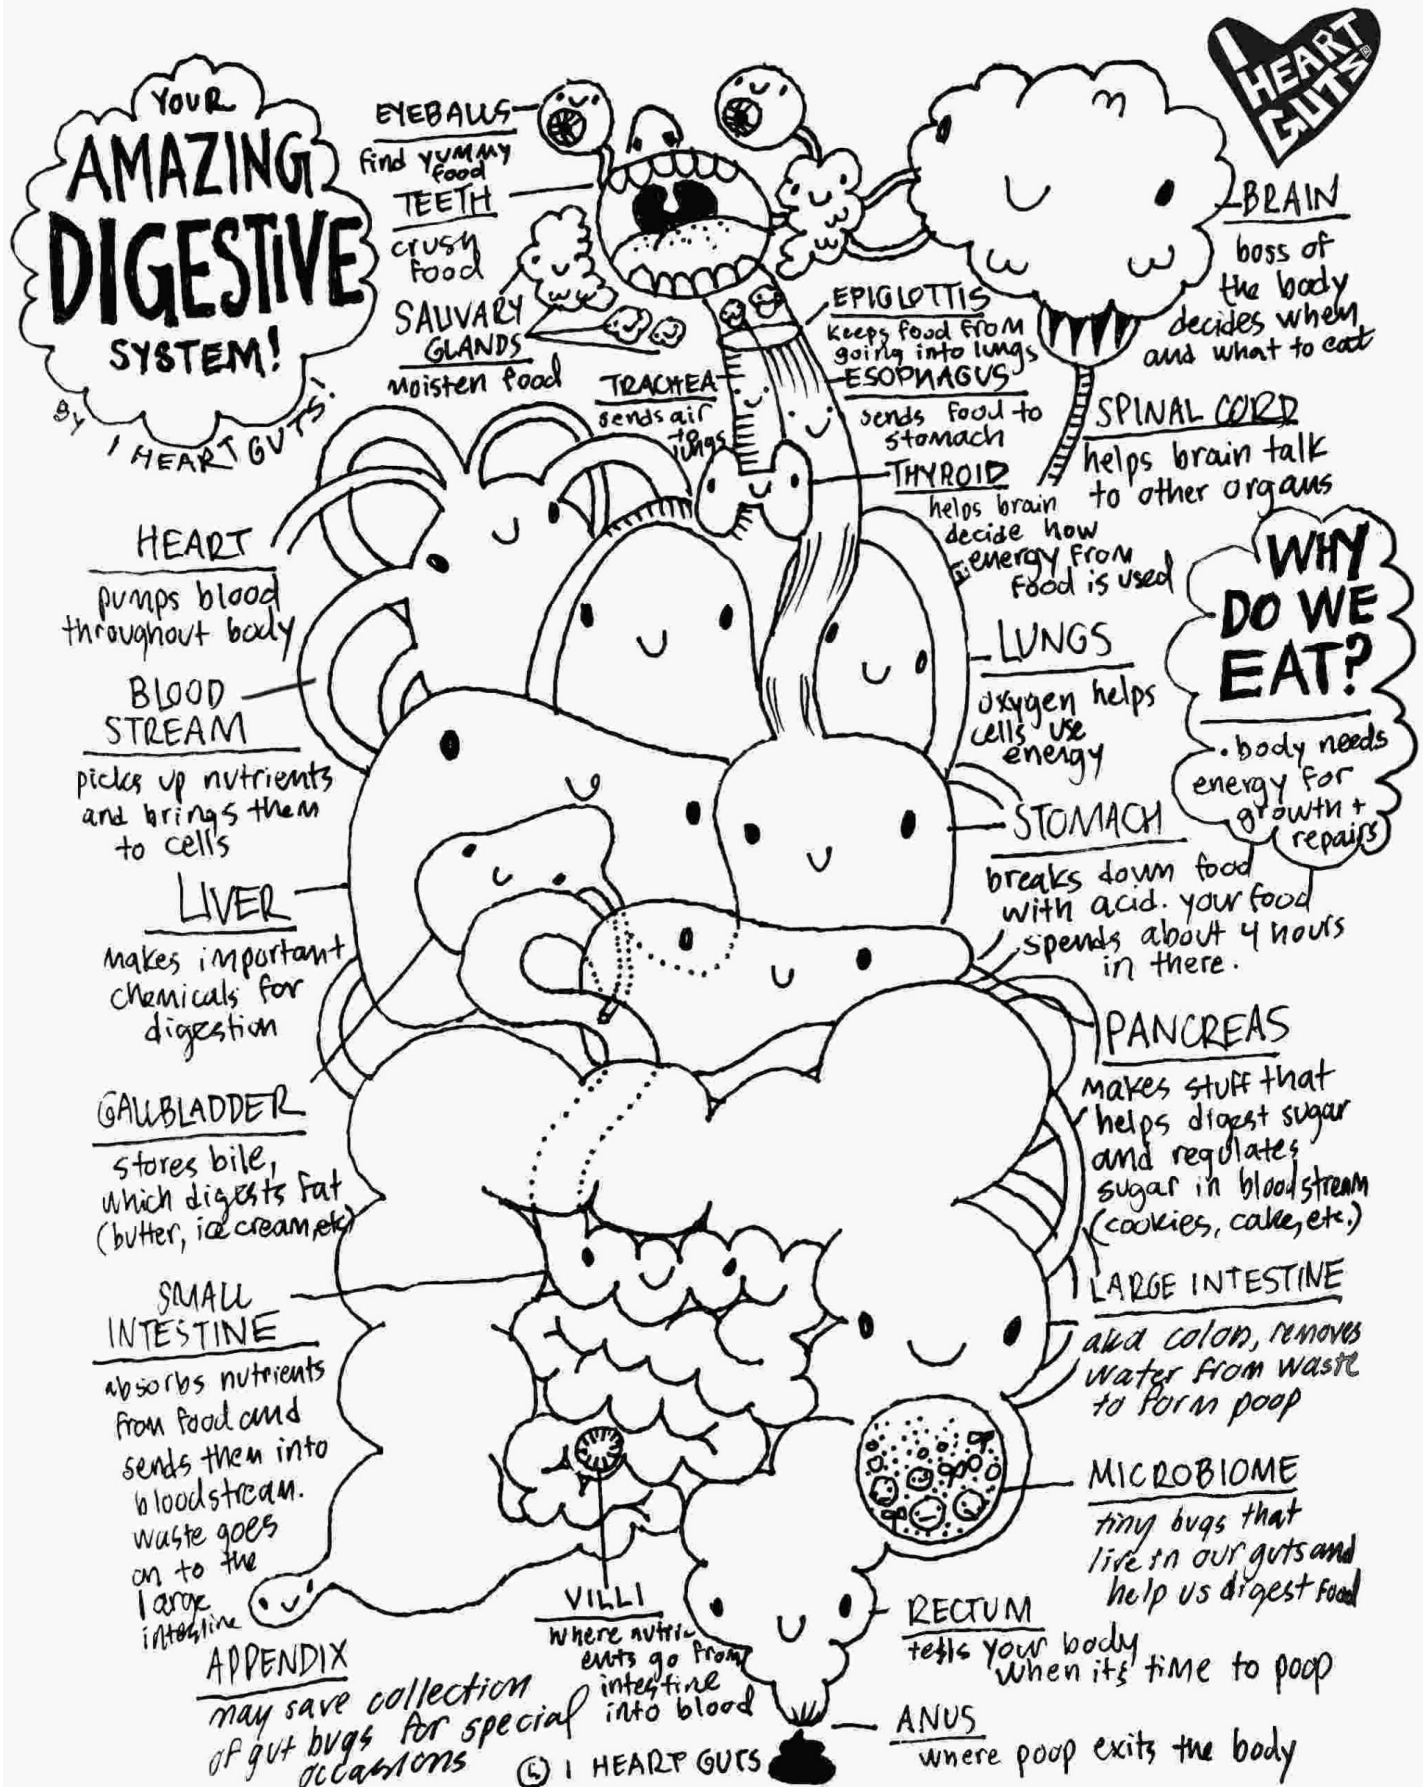 YOUR
AMAZING
DIGESTIVE
SYSTEM!
BY I HEART GUTS!
I
HEART
GUTS®
EYEBALLS
find yummy
food
TEETH
crush
food
SALIVARY
GLANDS
moisten food
TRACHEA
sends air
to
lungs
EPIGLOTTIS
keeps food from
going into lungs
ESOPHAGUS
sends food to
stomach
THYROID
helps brain
decide how
energy from
food is used
BRAIN
boss of
the body
decides when
and what to eat
SPINAL CORD
helps brain talk
to other organs
WHY
DO WE
EAT?
· body needs
energy for
growth +
repairs
HEART
pumps blood
throughout body
BLOOD
STREAM
picks up nutrients
and brings them
to cells
LIVER
makes important
chemicals for
digestion
GALLBLADDER
stores bile,
which digests fat
(butter, ice cream, etc)
SMALL
INTESTINE
absorbs nutrients
from food and
sends them into
bloodstream.
waste goes
on to the
large
intestine
APPENDIX
may save collection
of gut bugs for special
occasions
LUNGS
oxygen helps
cells use
energy
STOMACH
breaks down food
with acid. your food
spends about 4 hours
in there.
PANCREAS
makes stuff that
helps digest sugar
and regulates
sugar in bloodstream
(cookies, cake, etc.)
LARGE INTESTINE
aka colon, removes
water from waste
to form poop
MICROBIOME
tiny bugs that
live in our guts and
help us digest food
VILLI
where nutri-
ents go from
intestine
into blood
RECTUM
tells your body
when it's time to poop
ANUS
where poop exits the body
© I HEART GUTS